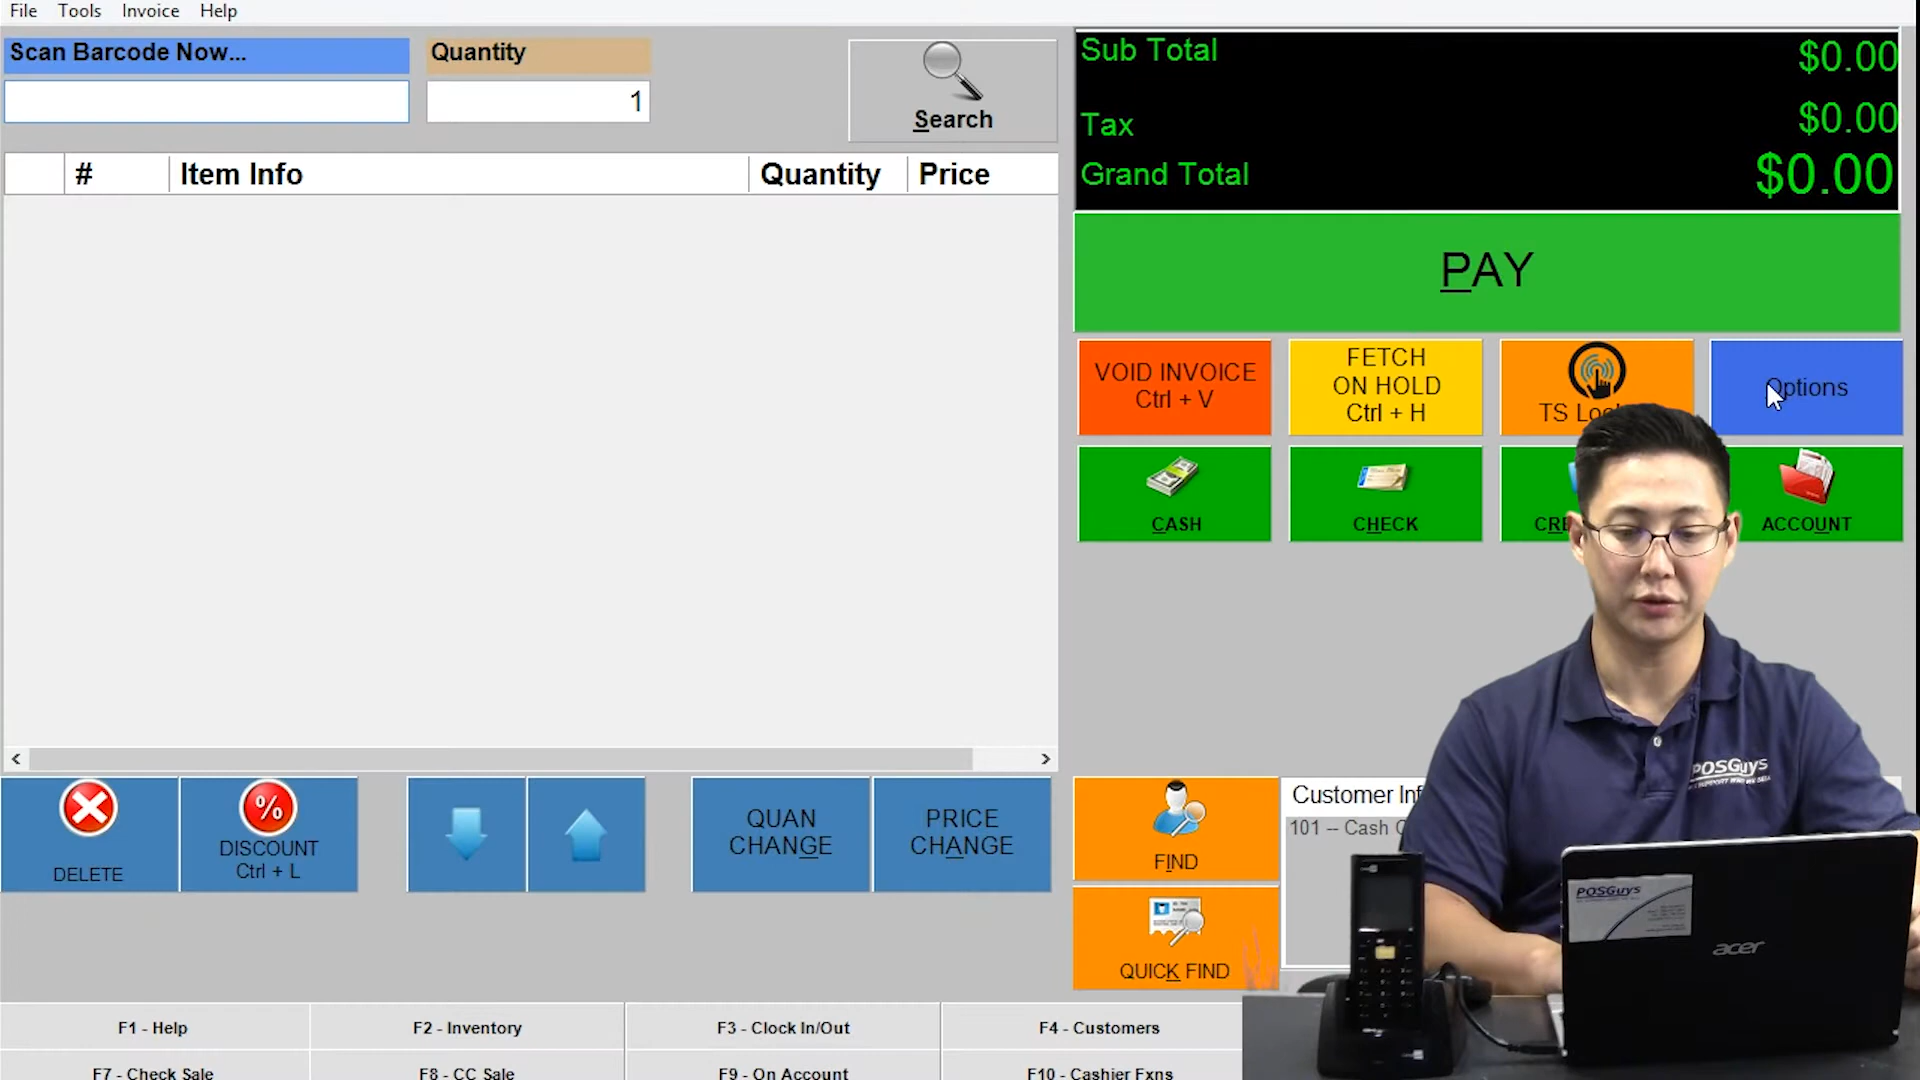 File Tools Invoice Help
Scan Barcode Now...
Quantity
1
Search
# Item Info Quantity Price
Sub Total $0.00
Tax $0.00
Grand Total $0.00
PAY
VOID INVOICE
Ctrl + V
FETCH
ON HOLD
Ctrl + H
TS
Options
CASH
CHECK
ACCOUNT
DELETE
DISCOUNT
Ctrl + L
QUAN
CHANGE
PRICE
CHANGE
FIND
QUICK FIND
Customer
101 -- Cash
POSGuys
POSGuys
acer
F1 - Help
F2 - Inventory
F3 - Clock In/Out
F4 - Customers
F7 - Check Sale
F8 - CC Sale
F9 - On Account
F10 - Cashier Fxns